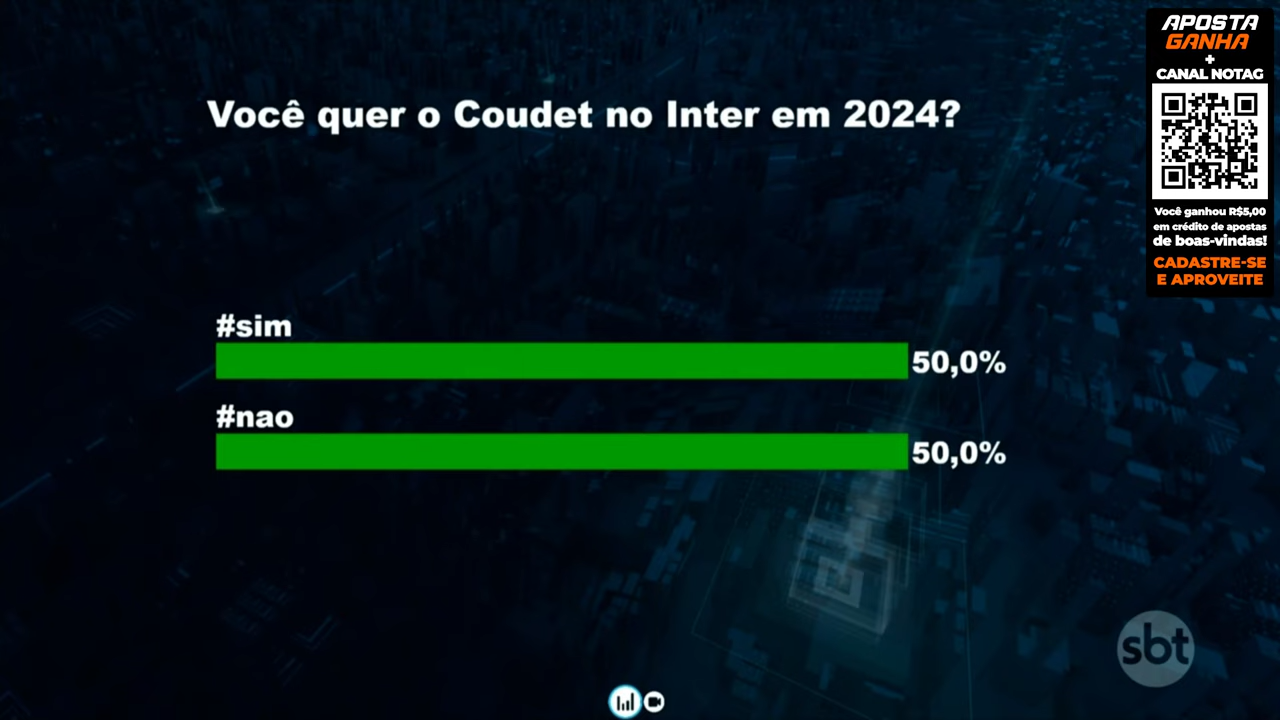 Você quer o Coudet no Inter em 2024?
#sim
50,0%
#nao
50,0%
APOSTA
GANHA
+
CANAL NOTAG
Você ganhou R$5,00
em crédito de apostas
de boas-vindas!
CADASTRE-SE
E APROVEITE
sbt